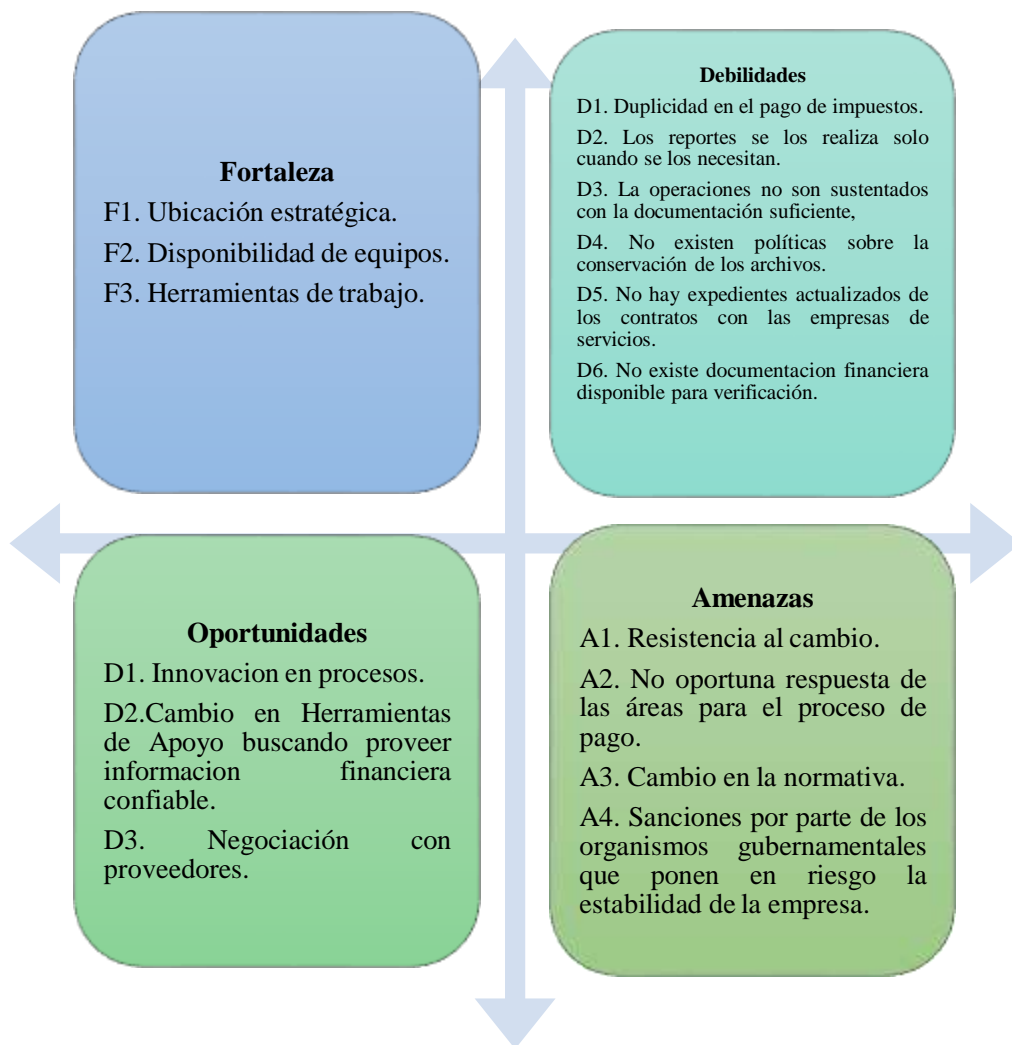 Fortaleza
F1. Ubicación estratégica.
F2. Disponibilidad de equipos.
F3. Herramientas de trabajo.
Debilidades
D1. Duplicidad en el pago de impuestos.
D2. Los reportes se los realiza solo
cuando se los necesitan.
D3. La operaciones no son sustentados
con la documentación suficiente,
D4. No existen políticas sobre la
conservación de los archivos.
D5. No hay expedientes actualizados de
los contratos con las empresas de
servicios.
D6. No existe documentacion financiera
disponible para verificación.
Oportunidades
D1. Innovacion en procesos.
D2.Cambio en Herramientas
de Apoyo buscando proveer
informacion financiera
confiable.
D3. Negociación con
proveedores.
Amenazas
A1. Resistencia al cambio.
A2. No oportuna respuesta de
las áreas para el proceso de
pago.
A3. Cambio en la normativa.
A4. Sanciones por parte de los
organismos gubernamentales
que ponen en riesgo la
estabilidad de la empresa.